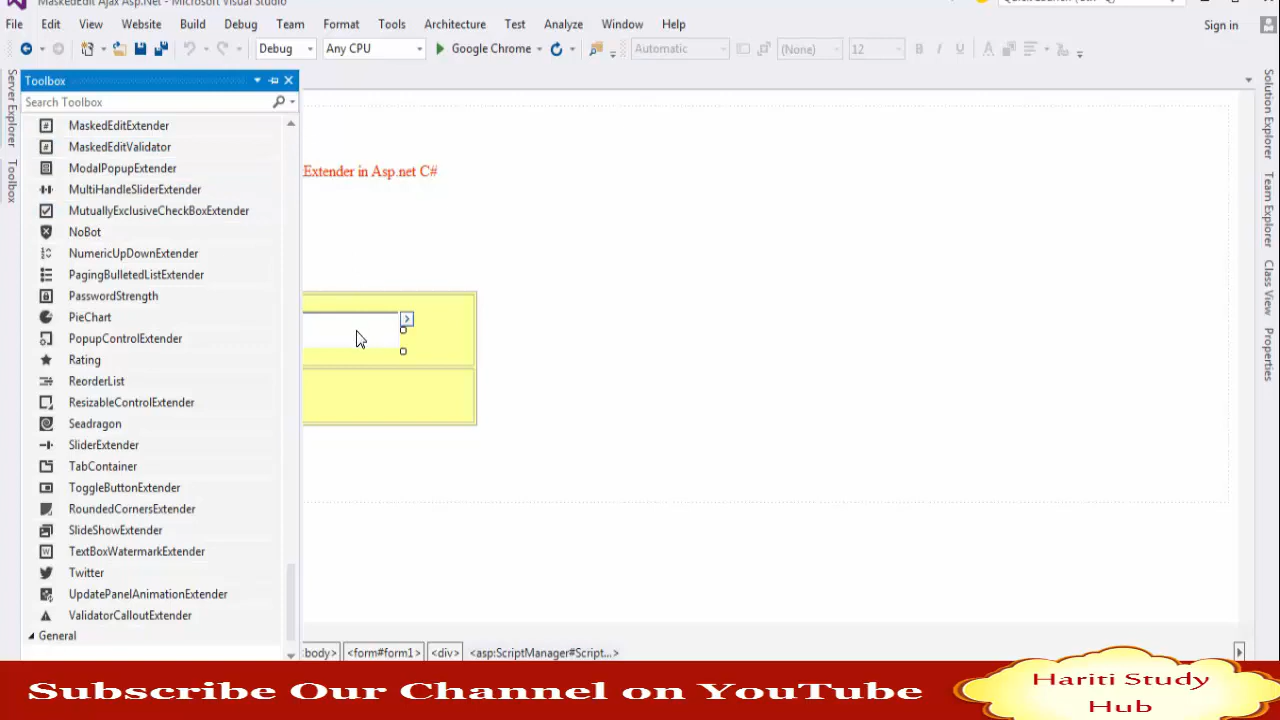 MaskedEdit Ajax Asp.Net - Microsoft Visual Studio
File Edit View Website Build Debug Team Format Tools Architecture Test Analyze Window Help
Sign in
Debug Any CPU Google Chrome Automatic (None) 12 B I U A
Server Explorer
Toolbox
Toolbox
Search Toolbox
MaskedEditExtender
MaskedEditValidator
ModalPopupExtender
MultiHandleSliderExtender
MutuallyExclusiveCheckBoxExtender
NoBot
NumericUpDownExtender
PagingBulletedListExtender
PasswordStrength
PieChart
PopupControlExtender
Rating
ReorderList
ResizableControlExtender
Seadragon
SliderExtender
TabContainer
ToggleButtonExtender
RoundedCornersExtender
SlideShowExtender
TextBoxWatermarkExtender
Twitter
UpdatePanelAnimationExtender
ValidatorCalloutExtender
General
Extender in Asp.net C#
body> <form#form1> <div> <asp:ScriptManager#Script...>
Solution Explorer
Team Explorer
Class View
Properties
Subscribe Our Channel on YouTube
Hariti Study
Hub